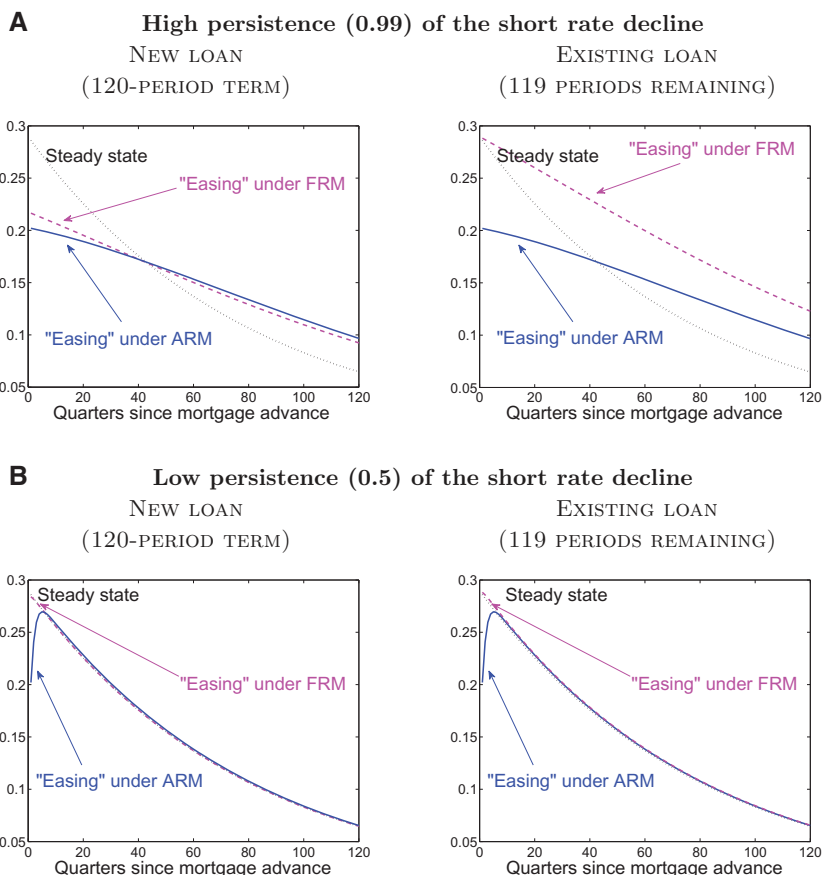 A
High persistence (0.99) of the short rate decline
NEW LOAN
(120-PERIOD TERM)
0.3
0.25
0.2
0.15
0.1
0.05
Steady state
"Easing" under FRM
"Easing" under ARM
0 20 40 60 80 100 120
Quarters since mortgage advance
EXISTING LOAN
(119 PERIODS REMAINING)
0.3
0.25
0.2
0.15
0.1
0.05
Steady state
"Easing" under FRM
"Easing" under ARM
0 20 40 60 80 100 120
Quarters since mortgage advance
B
Low persistence (0.5) of the short rate decline
NEW LOAN
(120-PERIOD TERM)
0.3
0.25
0.2
0.15
0.1
0.05
Steady state
"Easing" under FRM
"Easing" under ARM
0 20 40 60 80 100 120
Quarters since mortgage advance
EXISTING LOAN
(119 PERIODS REMAINING)
0.3
0.25
0.2
0.15
0.1
0.05
Steady state
"Easing" under FRM
"Easing" under ARM
0 20 40 60 80 100 120
Quarters since mortgage advance